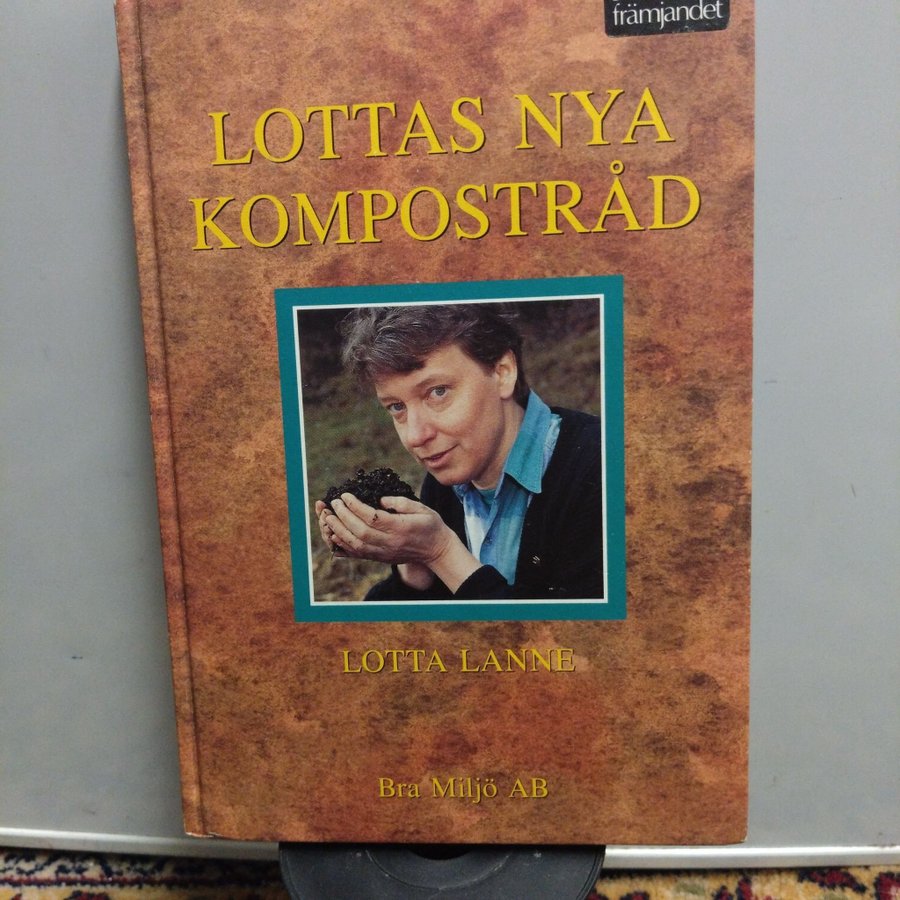 främjandet
LOTTAS NYA
KOMPOSTRÅD
LOTTA LANNE
Bra Miljö AB